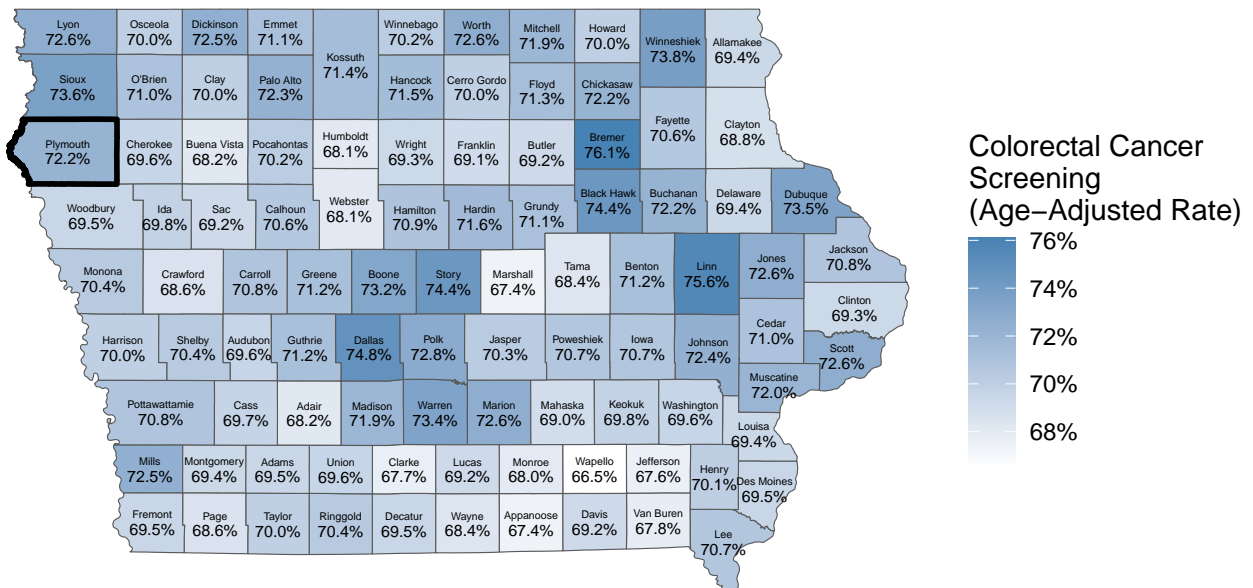 Lyon
72.6%
Osceola
70.0%
Dickinson
72.5%
Emmet
71.1%
Kossuth
71.4%
Winnebago
70.2%
Worth
72.6%
Mitchell
71.9%
Howard
70.0%
Winneshiek
73.8%
Allamakee
69.4%
Sioux
73.6%
O'Brien
71.0%
Clay
70.0%
Palo Alto
72.3%
Hancock
71.5%
Cerro Gordo
70.0%
Floyd
71.3%
Chickasaw
72.2%
Fayette
70.6%
Clayton
68.8%
Plymouth
72.2%
Cherokee
69.6%
Buena Vista
68.2%
Pocahontas
70.2%
Humboldt
68.1%
Wright
69.3%
Franklin
69.1%
Butler
69.2%
Bremer
76.1%
Woodbury
69.5%
Ida
69.8%
Sac
69.2%
Calhoun
70.6%
Webster
68.1%
Hamilton
70.9%
Hardin
71.6%
Grundy
71.1%
Black Hawk
74.4%
Buchanan
72.2%
Delaware
69.4%
Dubuque
73.5%
Monona
70.4%
Crawford
68.6%
Carroll
70.8%
Greene
71.2%
Boone
73.2%
Story
74.4%
Marshall
67.4%
Tama
68.4%
Benton
71.2%
Linn
75.6%
Jones
72.6%
Jackson
70.8%
Clinton
69.3%
Harrison
70.0%
Shelby
70.4%
Audubon
69.6%
Guthrie
71.2%
Dallas
74.8%
Polk
72.8%
Jasper
70.3%
Poweshiek
70.7%
Iowa
70.7%
Johnson
72.4%
Cedar
71.0%
Scott
72.6%
Muscatine
72.0%
Pottawattamie
70.8%
Cass
69.7%
Adair
68.2%
Madison
71.9%
Warren
73.4%
Marion
72.6%
Mahaska
69.0%
Keokuk
69.8%
Washington
69.6%
Louisa
69.4%
Mills
72.5%
Montgomery
69.4%
Adams
69.5%
Union
69.6%
Clarke
67.7%
Lucas
69.2%
Monroe
68.0%
Wapello
66.5%
Jefferson
67.6%
Henry
70.1%
Des Moines
69.5%
Fremont
69.5%
Page
68.6%
Taylor
70.0%
Ringgold
70.4%
Decatur
69.5%
Wayne
68.4%
Appanoose
67.4%
Davis
69.2%
Van Buren
67.8%
Lee
70.7%
Colorectal Cancer
Screening
(Age−Adjusted Rate)
76%
74%
72%
70%
68%